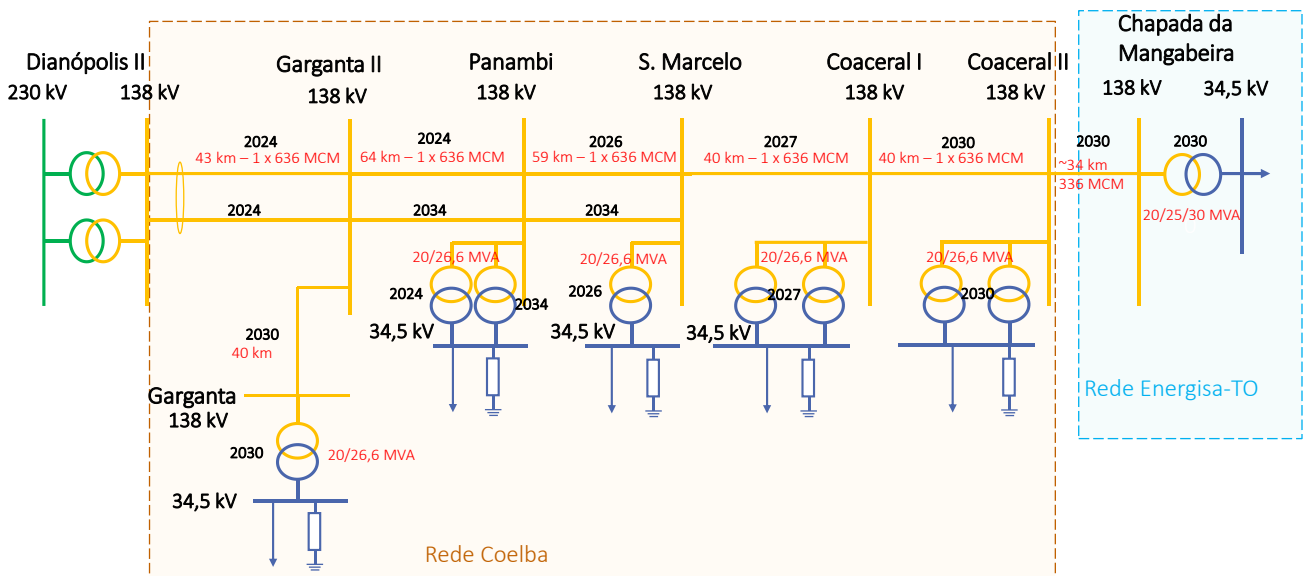 Chapada da
Mangabeira
Dianópolis II
Garganta II
Panambi
S. Marcelo
Coaceral I
Coaceral II
230 kV
138 kV
138 kV
138 kV
138 kV
138 kV
138 kV
138 kV
34,5 kV
2024
2024
2026
2027
2030
2030
2030
43 km – 1 x 636 MCM
64 km – 1 x 636 MCM
59 km – 1 x 636 MCM
40 km – 1 x 636 MCM
40 km – 1 x 636 MCM
~34 km
336 MCM
2024
2034
2034
20/25/30 MVA
20/26,6 MVA
20/26,6 MVA
20/26,6 MVA
20/26,6 MVA
2024
2034
2026
2027
2030
34,5 kV
34,5 kV
34,5 kV
2030
40 km
Garganta
138 kV
Rede Energisa-TO
2030
20/26,6 MVA
34,5 kV
Rede Coelba